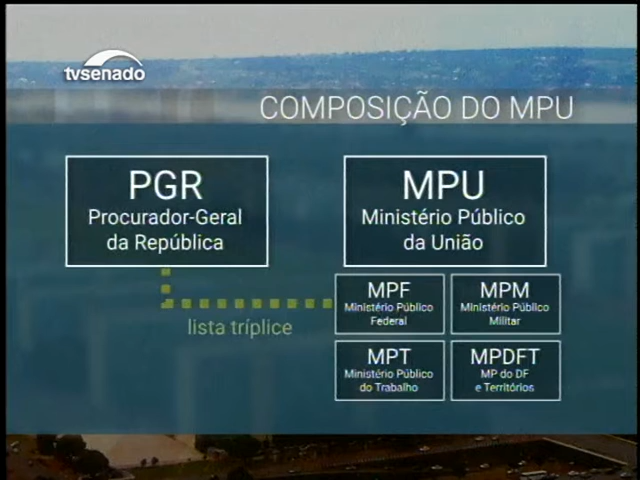 tvsenado
COMPOSIÇÃO DO MPU
PGR
Procurador-Geral
da República
MPU
Ministério Público
da União
lista tríplice
MPF
Ministério Público
Federal
MPM
Ministério Público
Militar
MPT
Ministério Público
do Trabalho
MPDFT
MP do DF
e Territórios